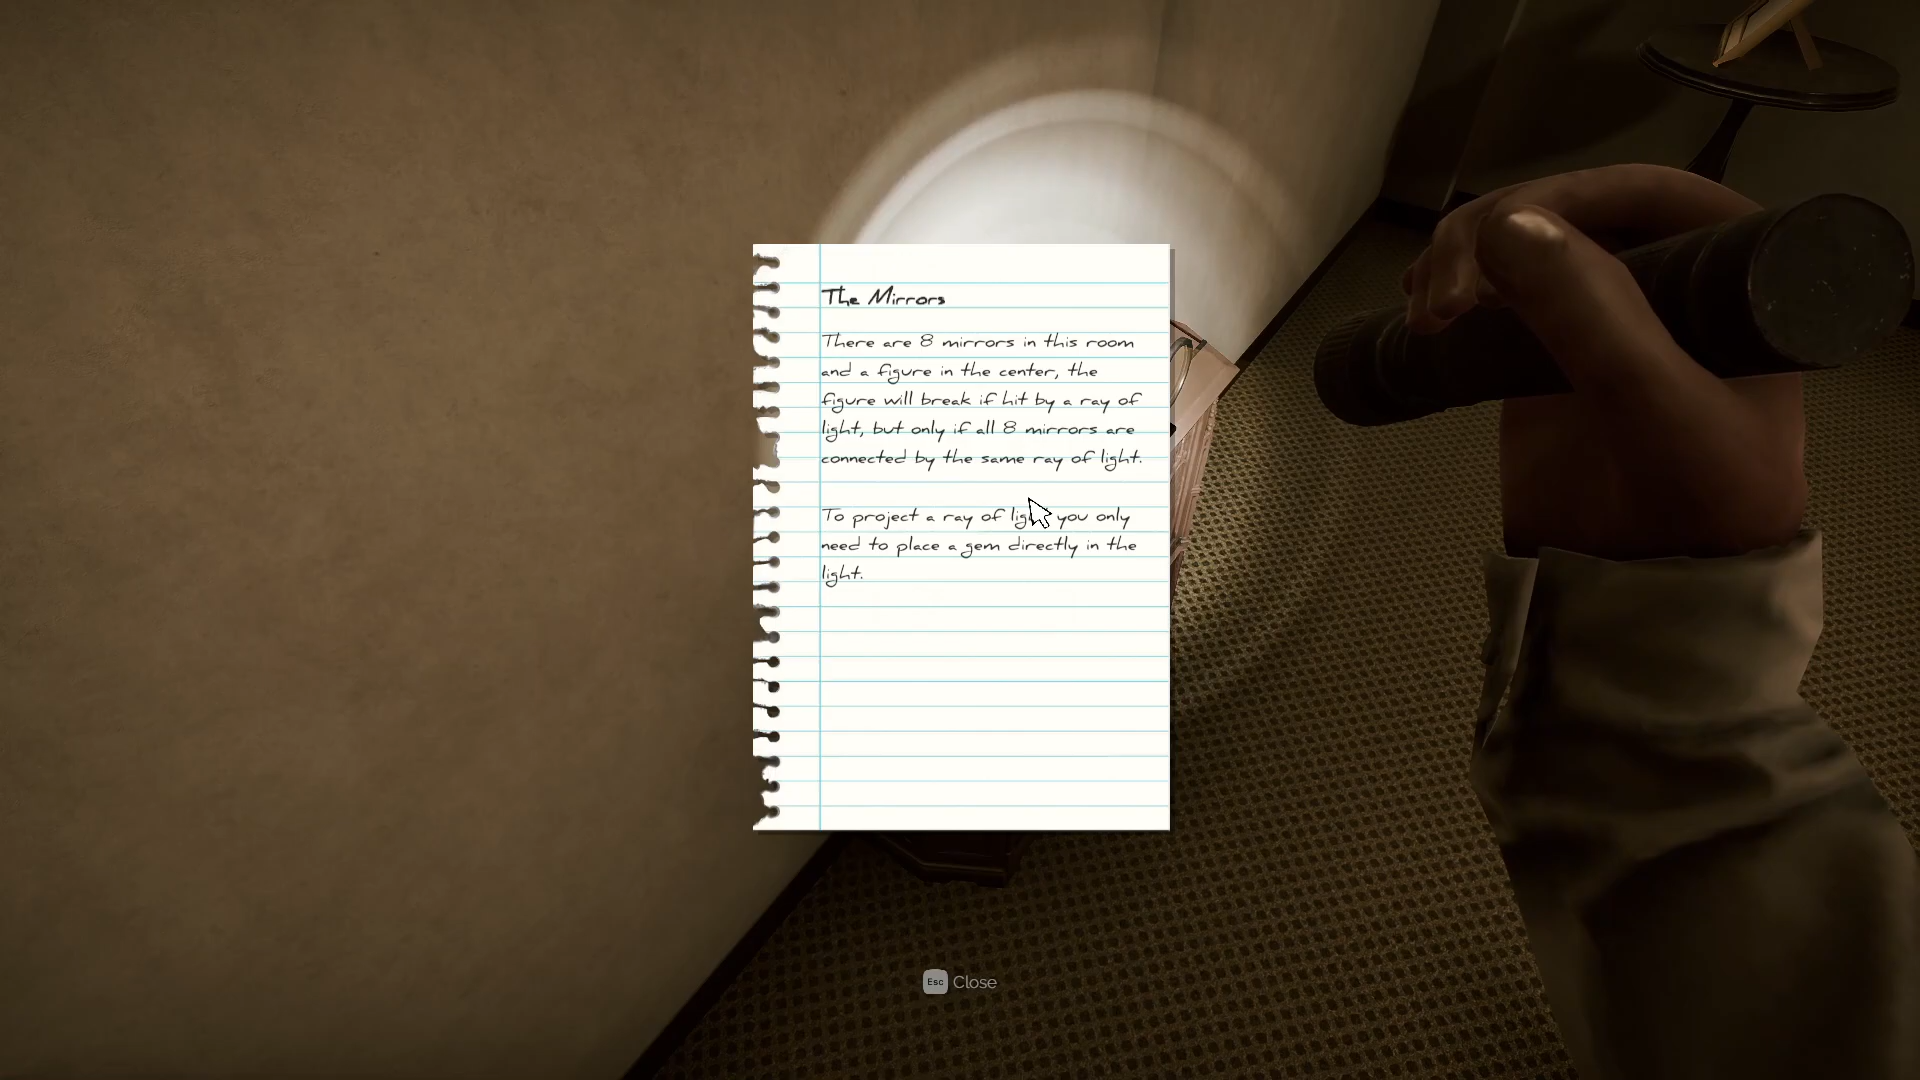 The Mirrors
There are 8 mirrors in this room
and a figure in the center, the
figure will break if hit by a ray of
light, but only if all 8 mirrors are
connected by the same ray of light.
To project a ray of light you only
need to place a gem directly in the
light.
Esc Close